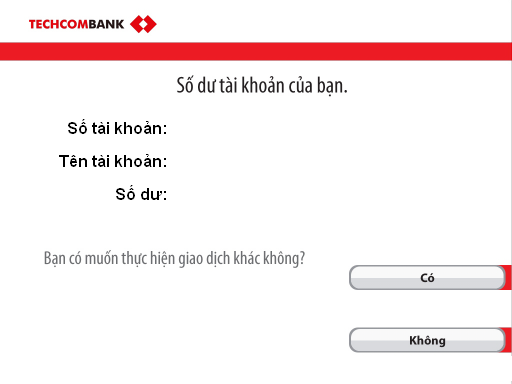 TECHCOMBANK
Số dư tài khoản của bạn.
Số tài khoản:
Tên tài khoản:
Số dư:
Bạn có muốn thực hiện giao dịch khác không?
Có
Không